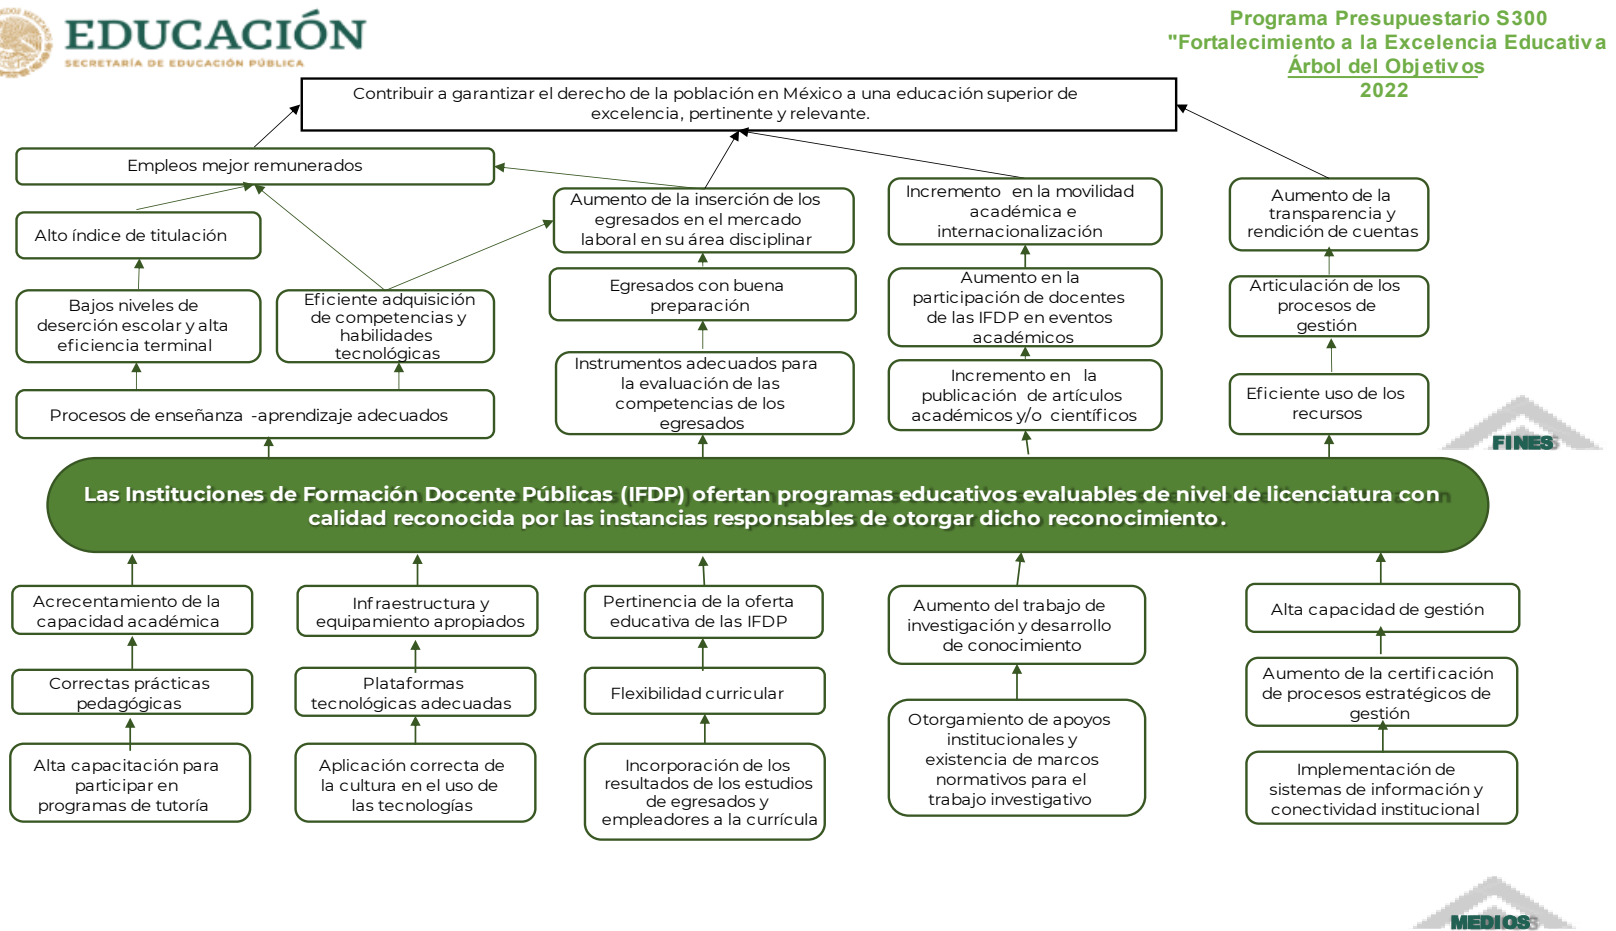 EDUCACIÓN
SECRETARÍA DE EDUCACIÓN PÚBLICA
Programa Presupuestario S300
"Fortalecimiento a la Excelencia Educativa
Árbol del Objetivos
2022
Contribuir a garantizar el derecho de la población en México a una educación superior de
excelencia, pertinente y relevante.
Empleos mejor remunerados
Alto índice de titulación
Bajos niveles de
deserción escolar y alta
eficiencia terminal
Eficiente adquisición
de competencias y
habilidades
tecnológicas
Procesos de enseñanza -aprendizaje adecuados
Aumento de la inserción de los
egresados en el mercado
laboral en su área disciplinar
Egresados con buena
preparación
Instrumentos adecuados para
la evaluación de las
competencias de los
egresados
Incremento en la movilidad
académica e
internacionalización
Aumento en la
participación de docentes
de las IFDP en eventos
académicos
Incremento en la
publicación de artículos
académicos y/o científicos
Aumento de la
transparencia y
rendición de cuentas
Articulación de los
procesos de
gestión
Eficiente uso de los
recursos
FINES
Las Instituciones de Formación Docente Públicas (IFDP) ofertan programas educativos evaluables de nivel de licenciatura con
calidad reconocida por las instancias responsables de otorgar dicho reconocimiento.
Acrecentamiento de la
capacidad académica
Correctas prácticas
pedagógicas
Alta capacitación para
participar en
programas de tutoría
Infraestructura y
equipamiento apropiados
Plataformas
tecnológicas adecuadas
Aplicación correcta de
la cultura en el uso de
las tecnologías
Pertinencia de la oferta
educativa de las IFDP
Flexibilidad curricular
Incorporación de los
resultados de los estudios
de egresados y
empleadores a la currícula
Aumento del trabajo de
investigación y desarrollo
de conocimiento
Otorgamiento de apoyos
institucionales y
existencia de marcos
normativos para el
trabajo investigativo
Alta capacidad de gestión
Aumento de la certificación
de procesos estratégicos de
gestión
Implementación de
sistemas de información y
conectividad institucional
MEDIOS